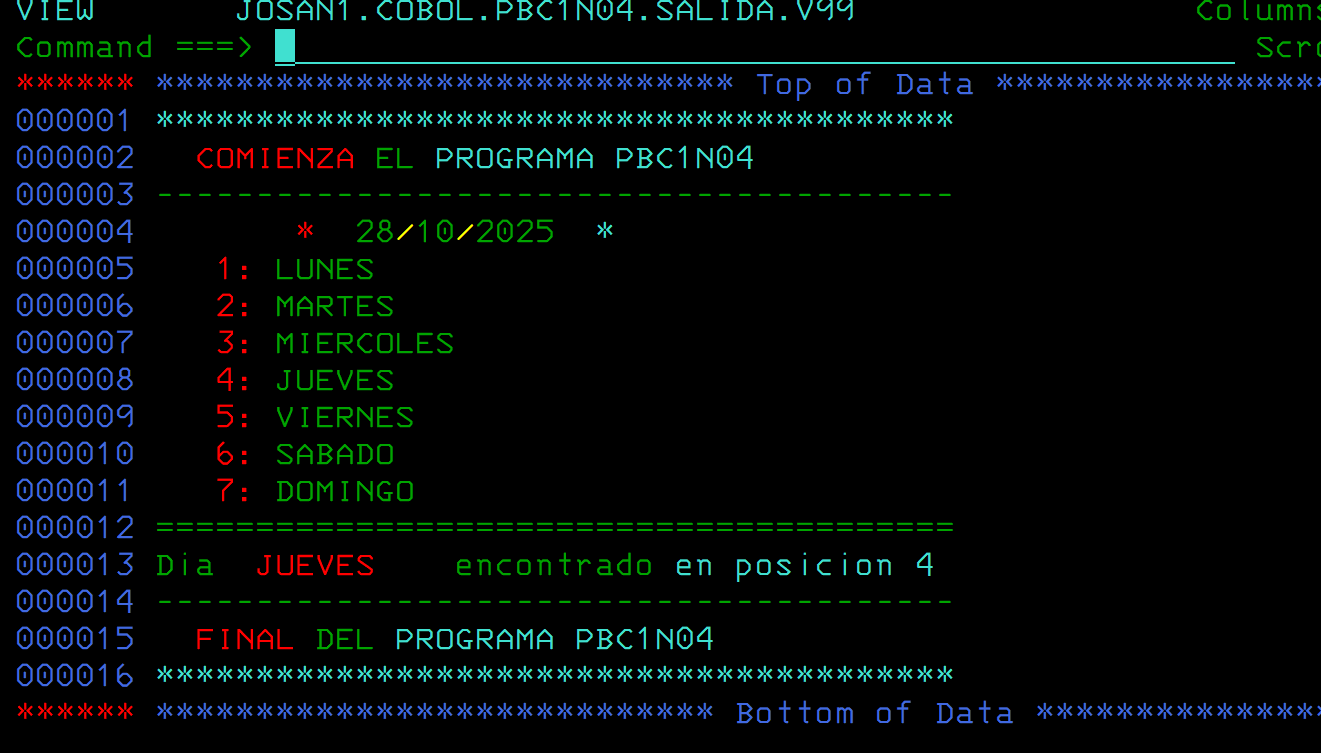 VIEW JOSAN1.COBOL.PBC1N04.SALIDA.V99 Columns
Command ===> Scro
****** ***************************** Top of Data *****************
000001 ****************************************
000002 COMIENZA EL PROGRAMA PBC1N04
000003 ----------------------------------------
000004 * 28/10/2025 *
000005 1: LUNES
000006 2: MARTES
000007 3: MIERCOLES
000008 4: JUEVES
000009 5: VIERNES
000010 6: SABADO
000011 7: DOMINGO
000012 ========================================
000013 Dia JUEVES encontrado en posicion 4
000014 ----------------------------------------
000015 FINAL DEL PROGRAMA PBC1N04
000016 ****************************************
****** **************************** Bottom of Data ***************